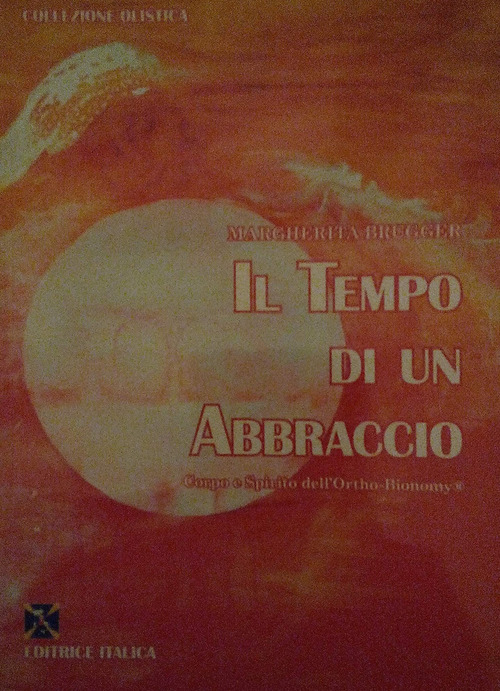 COLLEZIONE OLISTICA
MARGHERITA BRUGGER
IL TEMPO
DI UN
ABBRACCIO
Corpo e Spirito dell'Ortho-Bionomy®
EDITRICE ITALICA